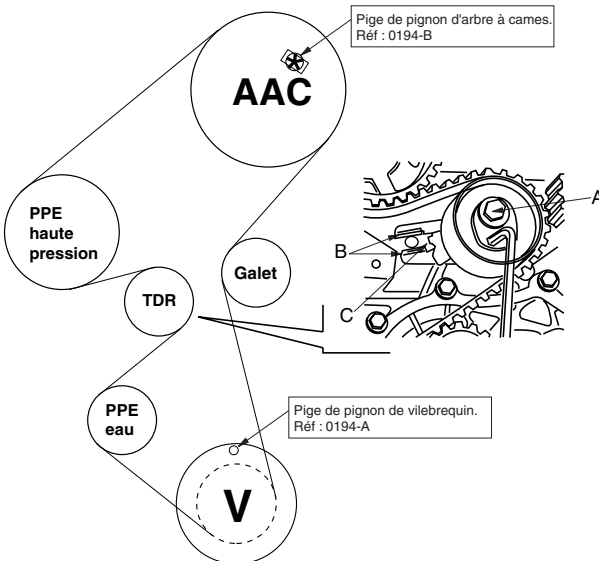 Pige de pignon d'arbre à cames.
Réf : 0194-B
AAC
PPE
haute
pression
Galet
TDR
A
B
C
PPE
eau
Pige de pignon de vilebrequin.
Réf : 0194-A
V